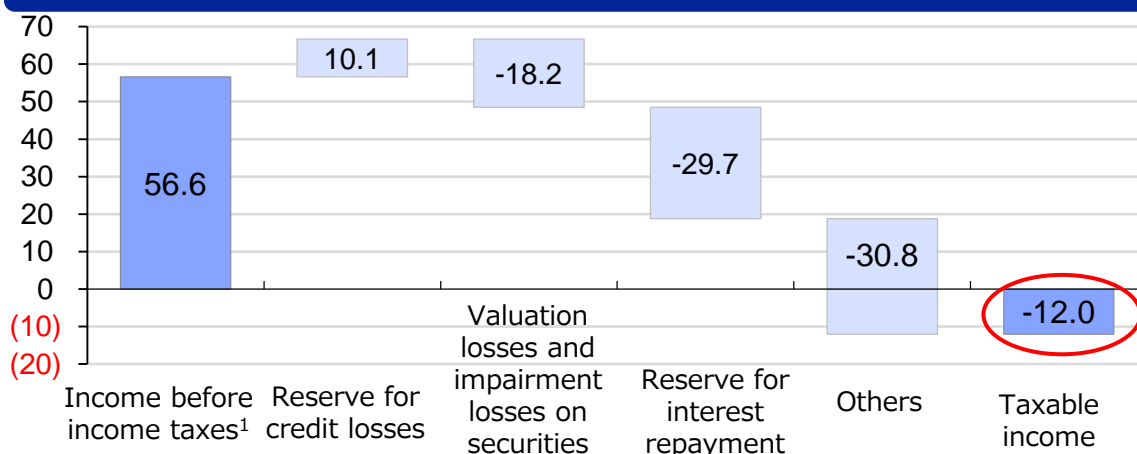 70
60
50
40
30
20
10
0
(10)
(20)
56.6
10.1
-18.2
-29.7
-30.8
-12.0
Income before
income taxes1
Reserve for
credit losses
Valuation
losses and
impairment
losses on
securities
Reserve for
interest
repayment
Others
Taxable
income